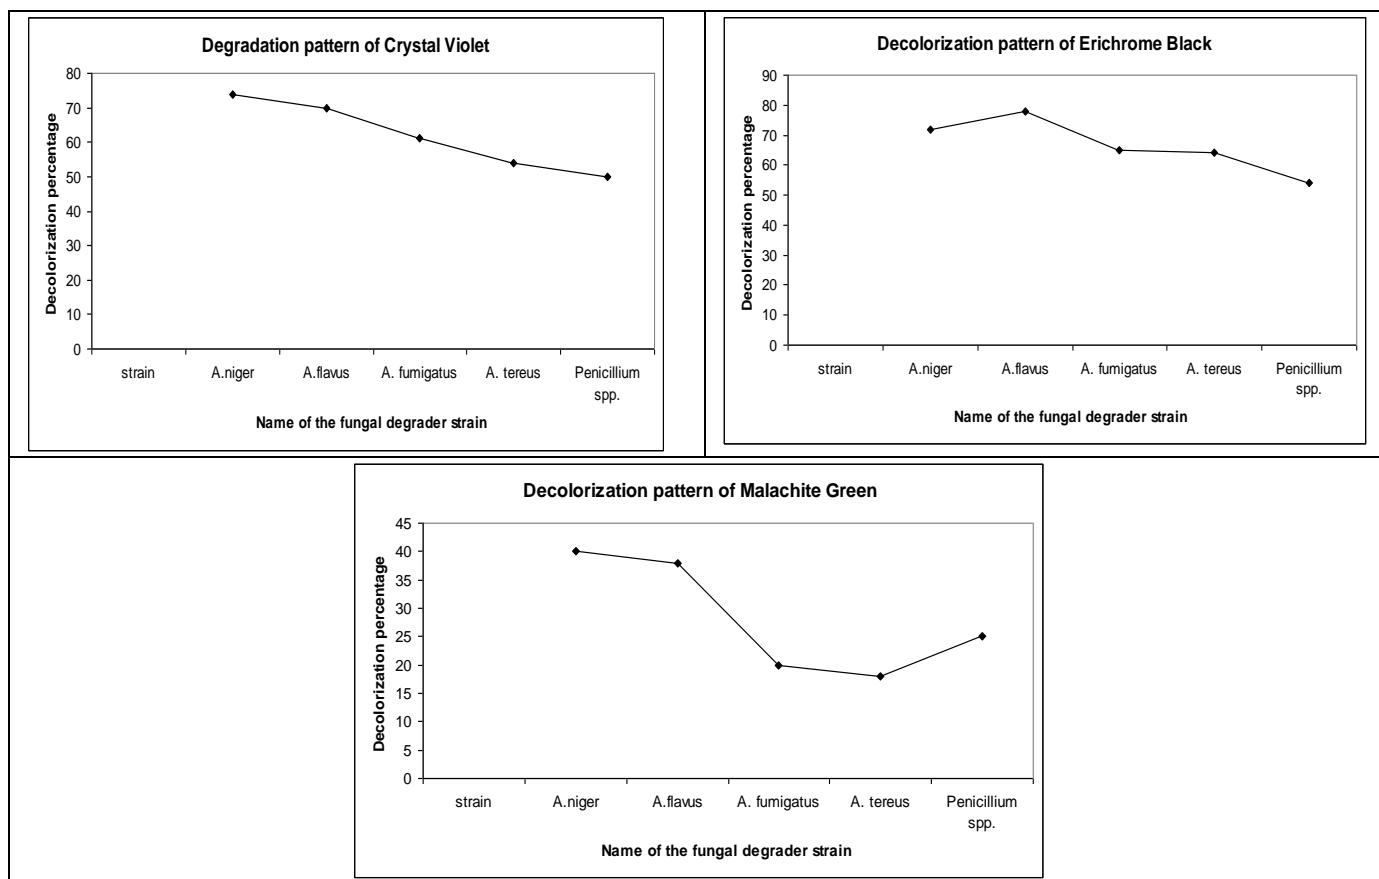 Degradation pattern of Crystal Violet
80
70
60
50
40
30
20
10
0
Decolorization percentage
strain A.niger A.flavus A. fumigatus A. tereus Penicillium
spp.
Name of the fungal degrader strain
Decolorization pattern of Erichrome Black
90
80
70
60
50
40
30
20
10
0
Decolorization percentage
strain A.niger A.flavus A. fumigatus A. tereus Penicillium
spp.
Name of the fungal degrader strain
Decolorization pattern of Malachite Green
45
40
35
30
25
20
15
10
5
0
Decolorization percentage
strain A.niger A.flavus A. fumigatus A. tereus Penicillium
spp.
Name of the fungal degrader strain